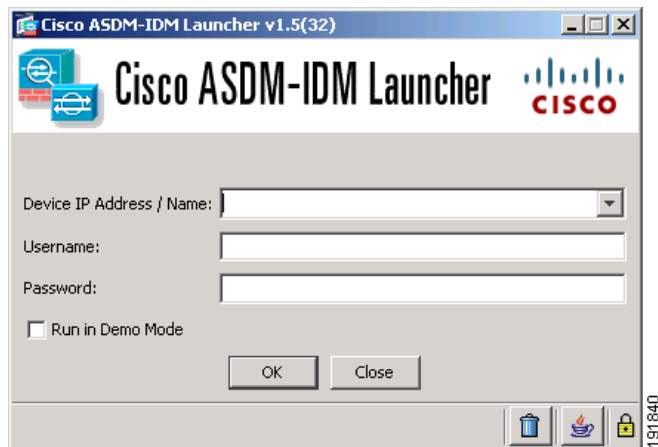 Cisco ASDM-IDM Launcher v1.5(32)
Cisco ASDM-IDM Launcher
CISCO
Device IP Address / Name:
Username:
Password:
Run in Demo Mode
OK
Close
191840